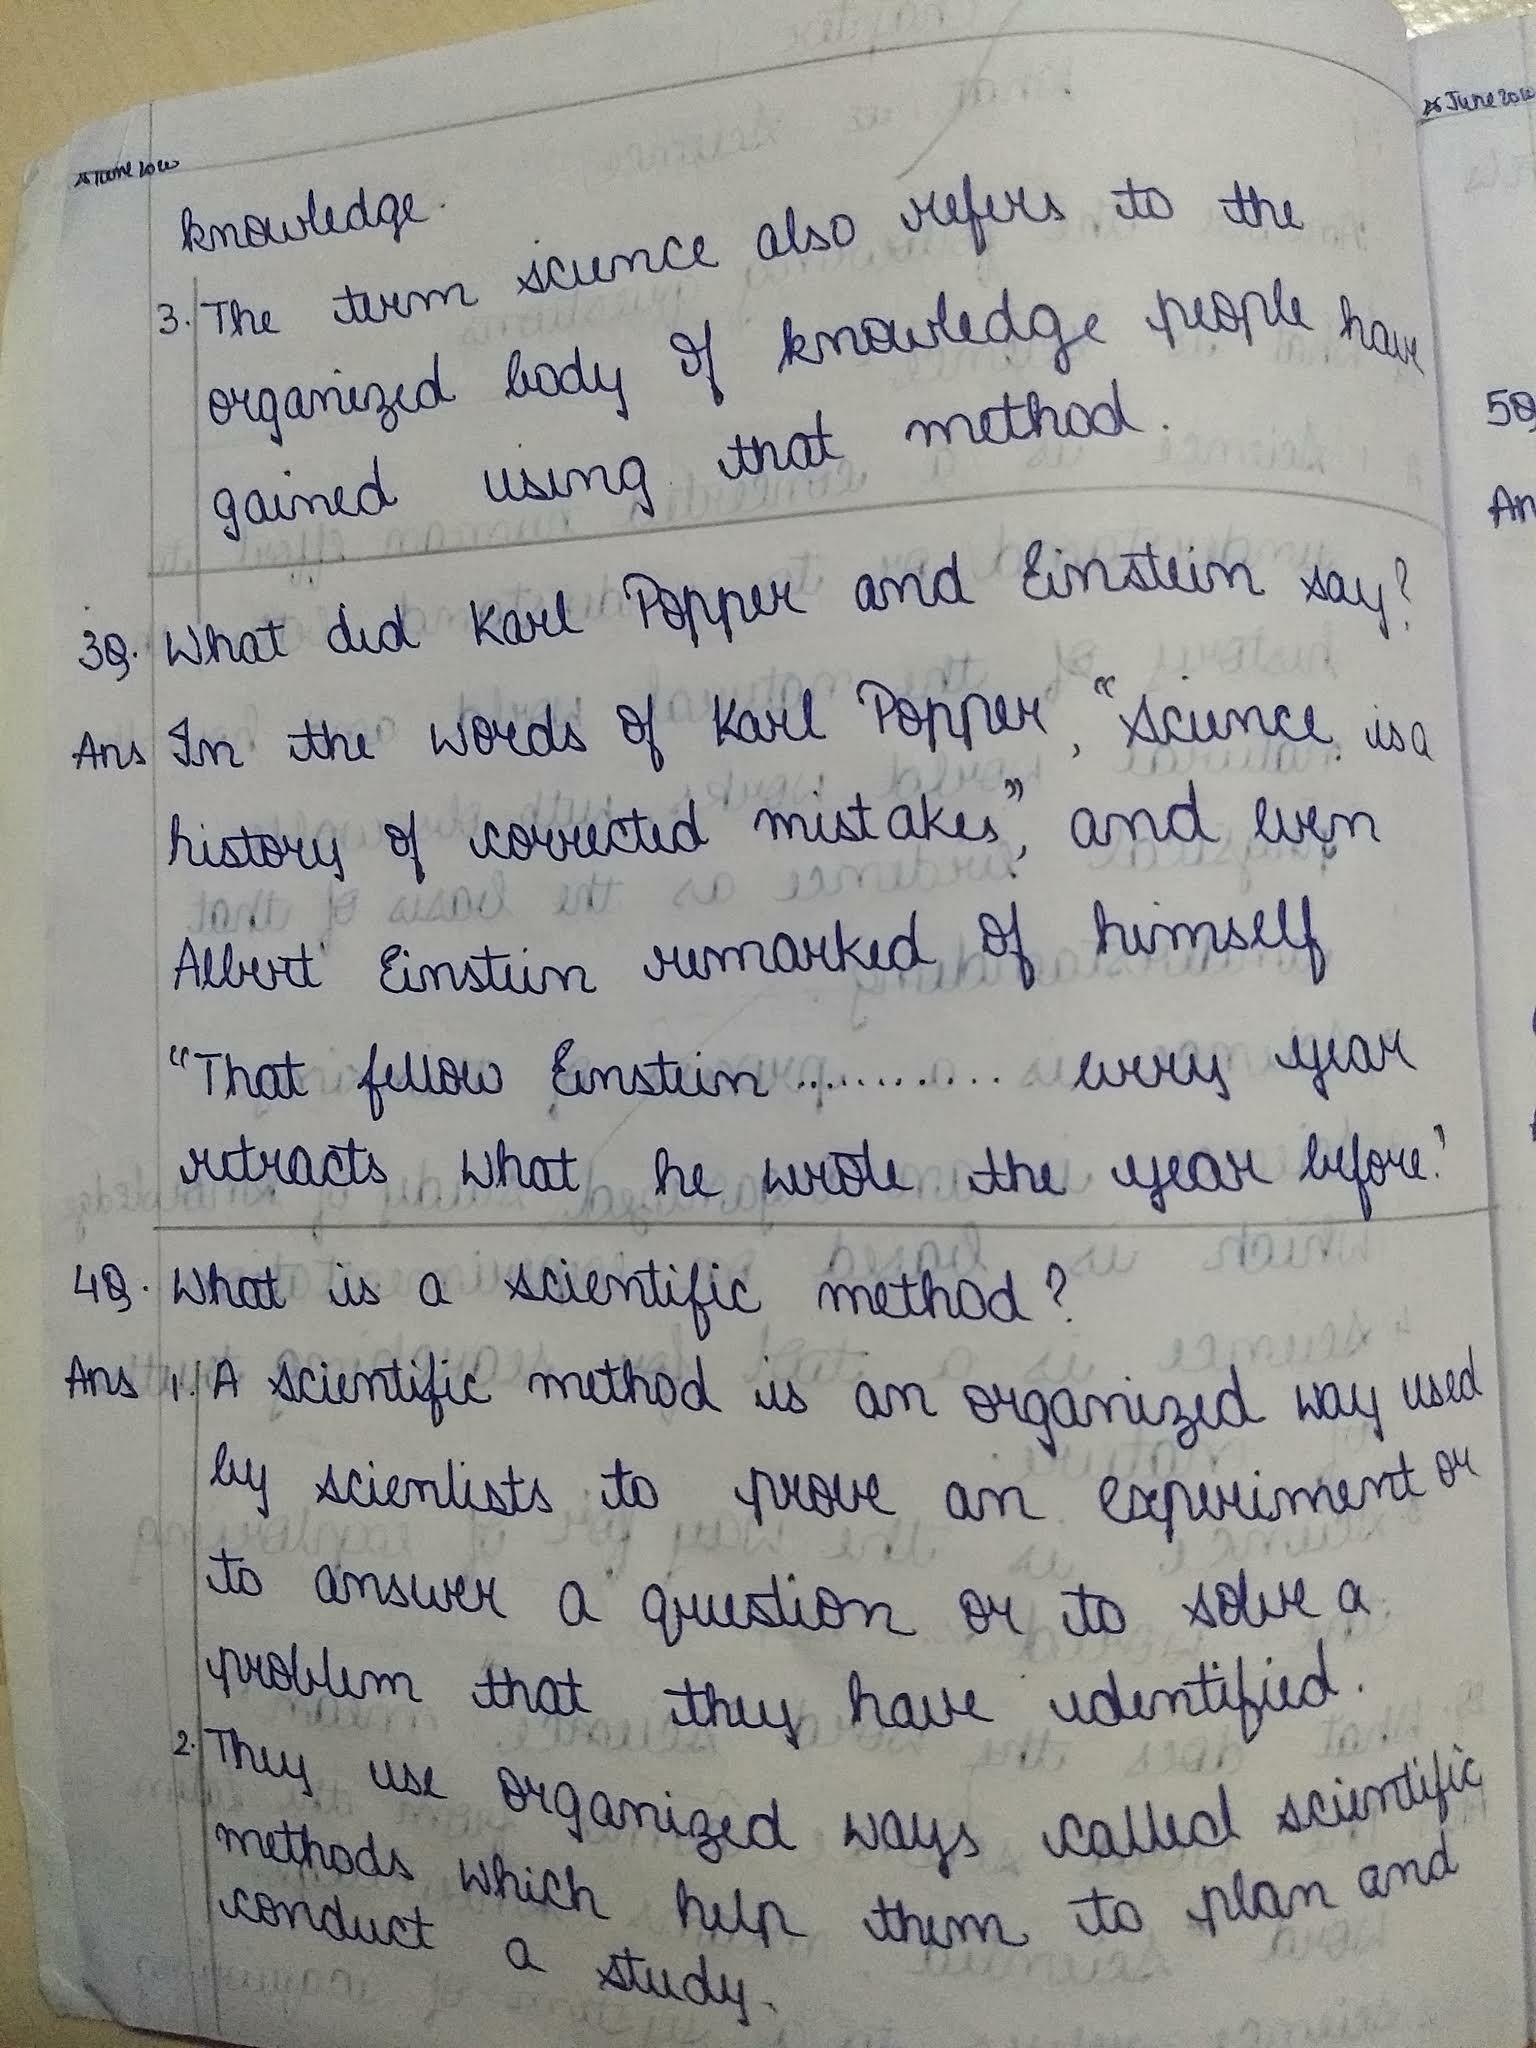 June 20
26 June 20
knowledge.
3. The term science also refers to the
organized body of knowledge people have
gained using that method.
3Q. What did Karl Popper and Einstein say?
Ans In the words of Karl Popper, "science is a
history of corrected mistakes", and even
Albert Einstein remarked of himself
"That fellow Einstein ........... every year
retracts what he wrote the year before."
4Q. What is a scientific method?
Ans 1. A scientific method is an organized way used
by scientists to prove an experiment or
to answer a question or to solve a
problem that they have identified.
2. They use organized ways called scientific
methods which help them to plan and
conduct a study.
5Q
An